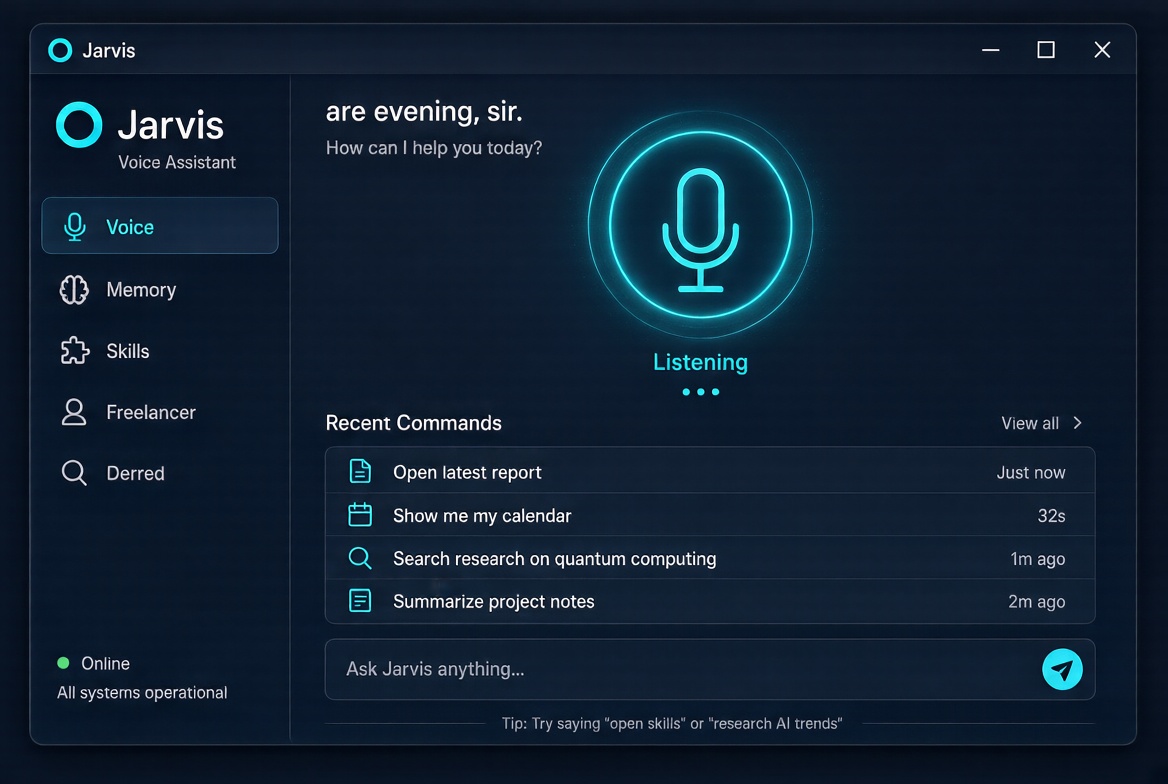 Jarvis
Jarvis
Voice Assistant
Voice
Memory
Skills
Freelancer
Derred
Online
All systems operational
are evening, sir.
How can I help you today?
Listening
Recent Commands
View all
Open latest report Just now
Show me my calendar 32s
Search research on quantum computing 1m ago
Summarize project notes 2m ago
Ask Jarvis anything...
Tip: Try saying "open skills" or "research AI trends"